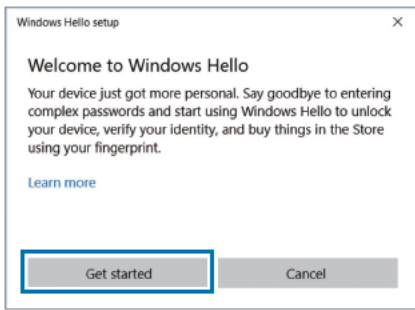 Windows Hello setup
Welcome to Windows Hello
Your device just got more personal. Say goodbye to entering
complex passwords and start using Windows Hello to unlock
your device, verify your identity, and buy things in the Store
using your fingerprint.
Learn more
Get started
Cancel